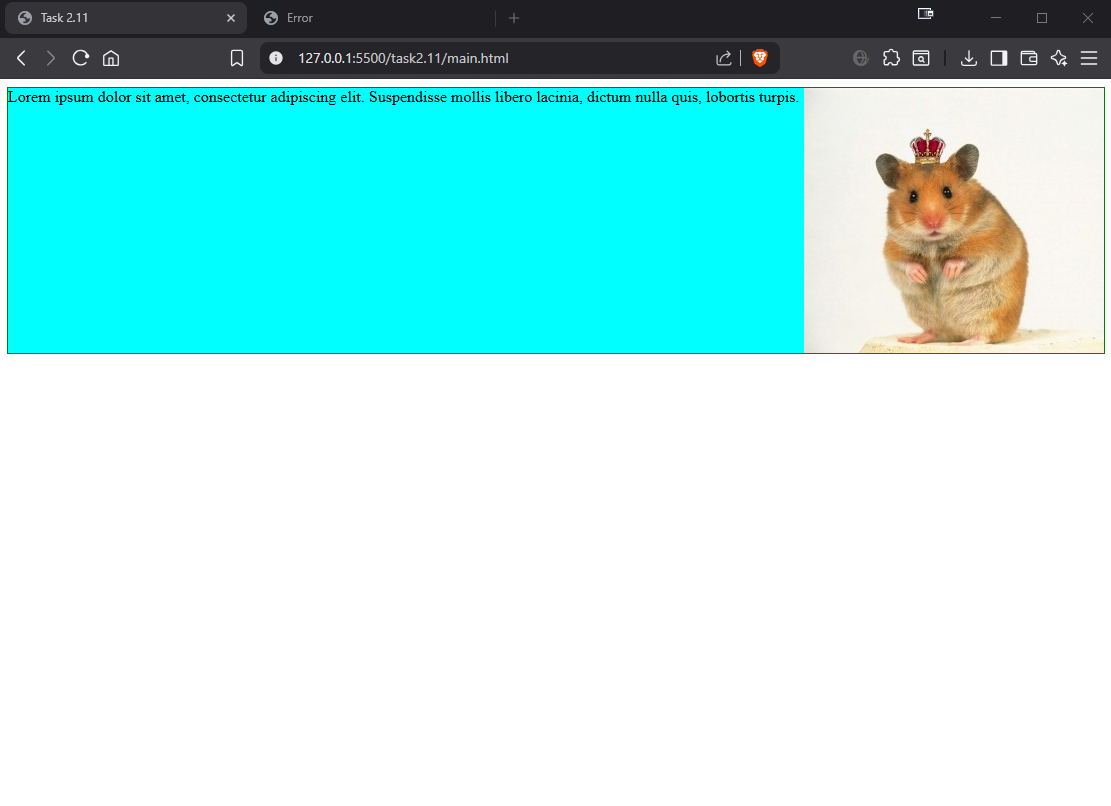 Task 2.11
Error
127.0.0.1:5500/task2.11/main.html
Lorem ipsum dolor sit amet, consectetur adipiscing elit. Suspendisse mollis libero lacinia, dictum nulla quis, lobortis turpis.